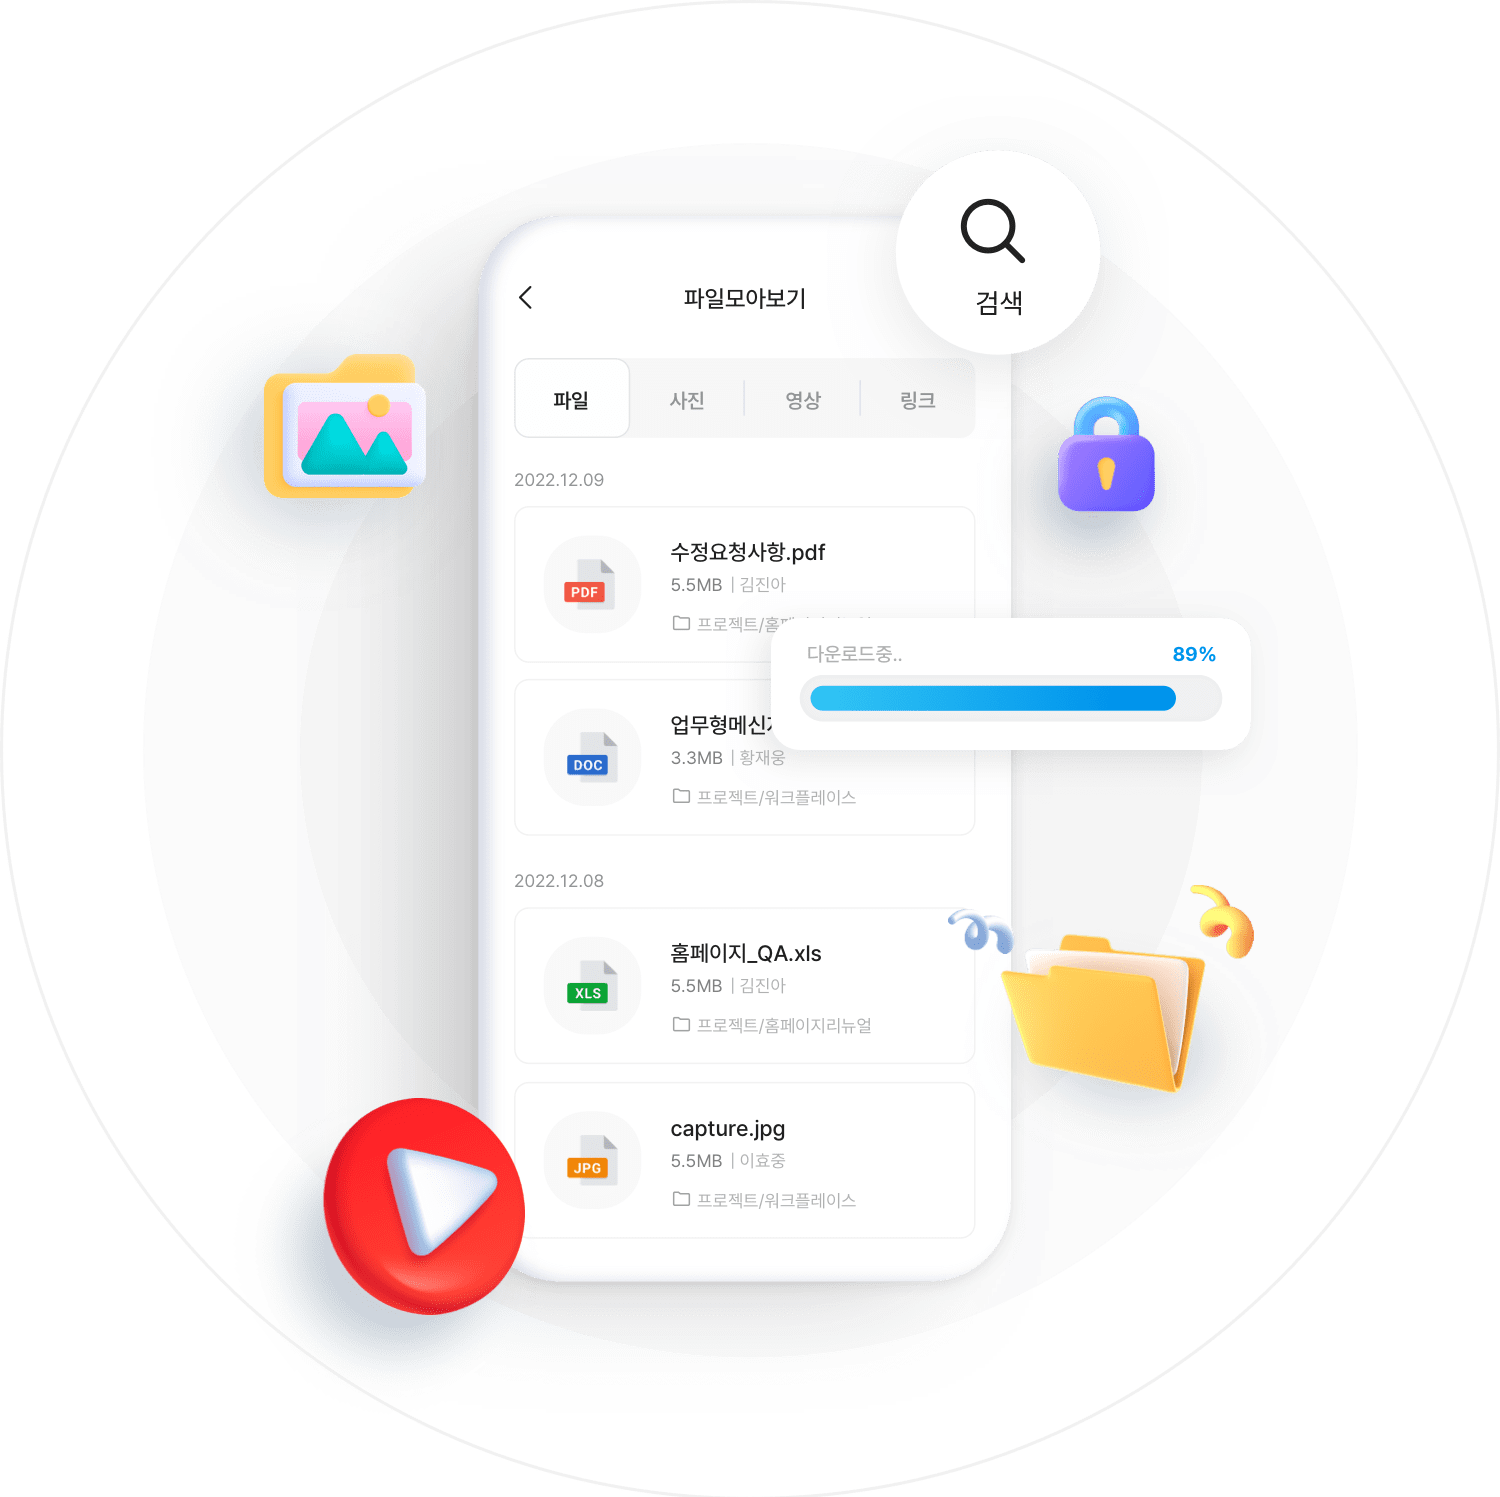 검색
파일모아보기
파일 사진 영상 링크
2022.12.09
수정요청사항.pdf
PDF
5.5MB | 김진아
프로젝트/
다운로드중.. 89%
업무형메신
DOC
3.3MB | 황재웅
프로젝트/워크플레이스
2022.12.08
홈페이지_QA.xls
XLS
5.5MB | 김진아
프로젝트/홈페이지리뉴얼
capture.jpg
JPG
5.5MB | 이효중
프로젝트/워크플레이스